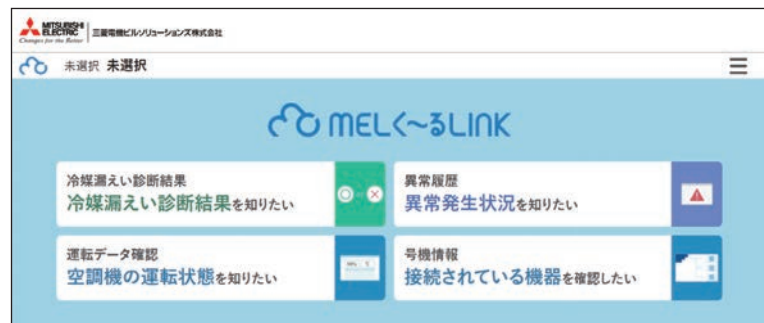 MITSUBISHI
ELECTRIC
Changes for the Better
三菱電機ビルソリューションズ株式会社
未選択 未選択
MELく〜るLINK
冷媒漏えい診断結果
冷媒漏えい診断結果を知りたい
異常履歴
異常発生状況を知りたい
運転データ確認
空調機の運転状態を知りたい
号機情報
接続されている機器を確認したい